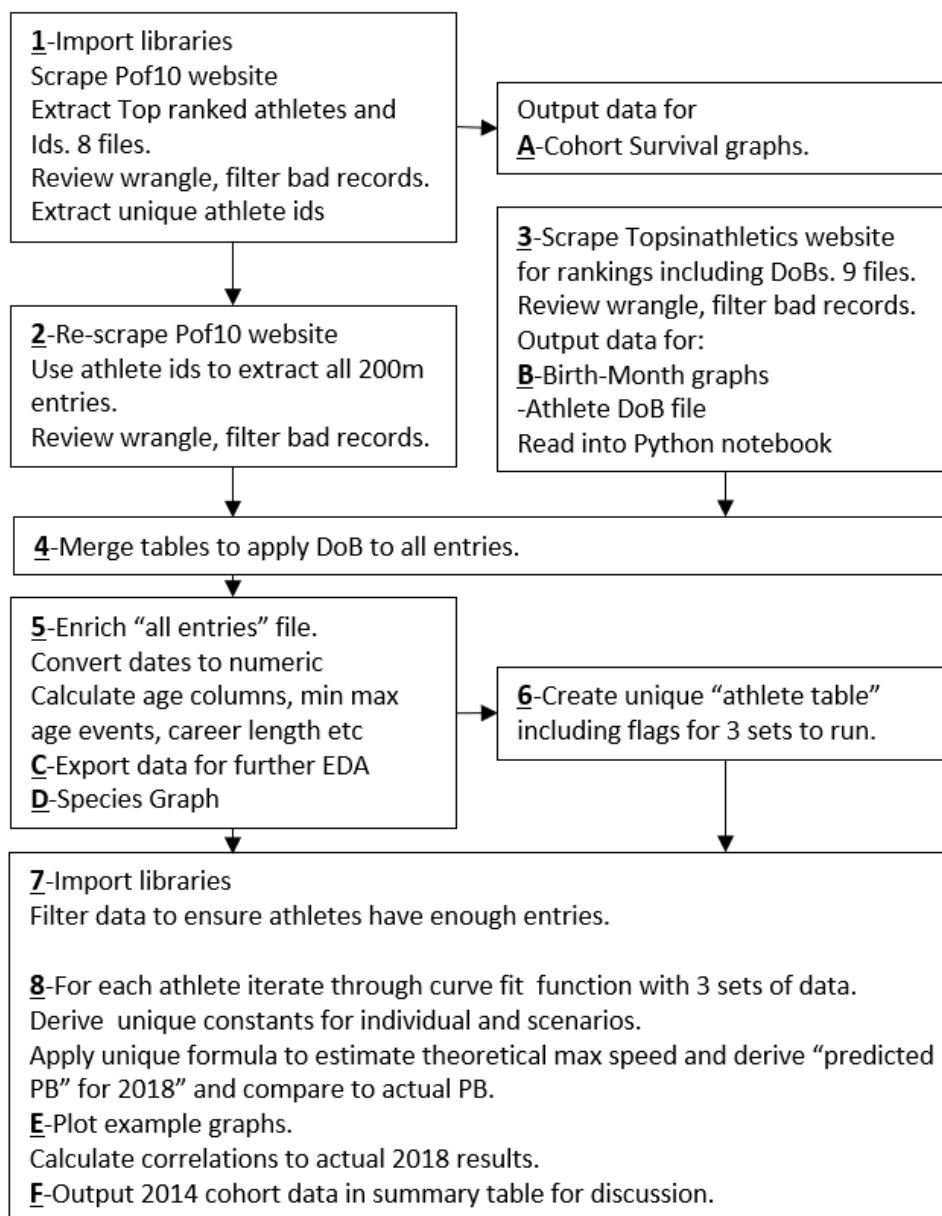 1-Import libraries
Scrape Pof10 website
Extract Top ranked athletes and
Ids. 8 files.
Review wrangle, filter bad records.
Extract unique athlete ids
Output data for
A-Cohort Survival graphs.
2-Re-scrape Pof10 website
Use athlete ids to extract all 200m
entries.
Review wrangle, filter bad records.
3-Scrape Topsinathletics website
for rankings including DoBs. 9 files.
Review wrangle, filter bad records.
Output data for:
B-Birth-Month graphs
-Athlete DoB file
Read into Python notebook
4-Merge tables to apply DoB to all entries.
5-Enrich “all entries” file.
Convert dates to numeric
Calculate age columns, min max
age events, career length etc
C-Export data for further EDA
D-Species Graph
6-Create unique “athlete table”
including flags for 3 sets to run.
7-Import libraries
Filter data to ensure athletes have enough entries.
8-For each athlete iterate through curve fit  function with 3 sets of data.
Derive  unique constants for individual and scenarios.
Apply unique formula to estimate theoretical max speed and derive “predicted
PB” for 2018” and compare to actual PB.
E-Plot example graphs.
Calculate correlations to actual 2018 results.
F-Output 2014 cohort data in summary table for discussion.